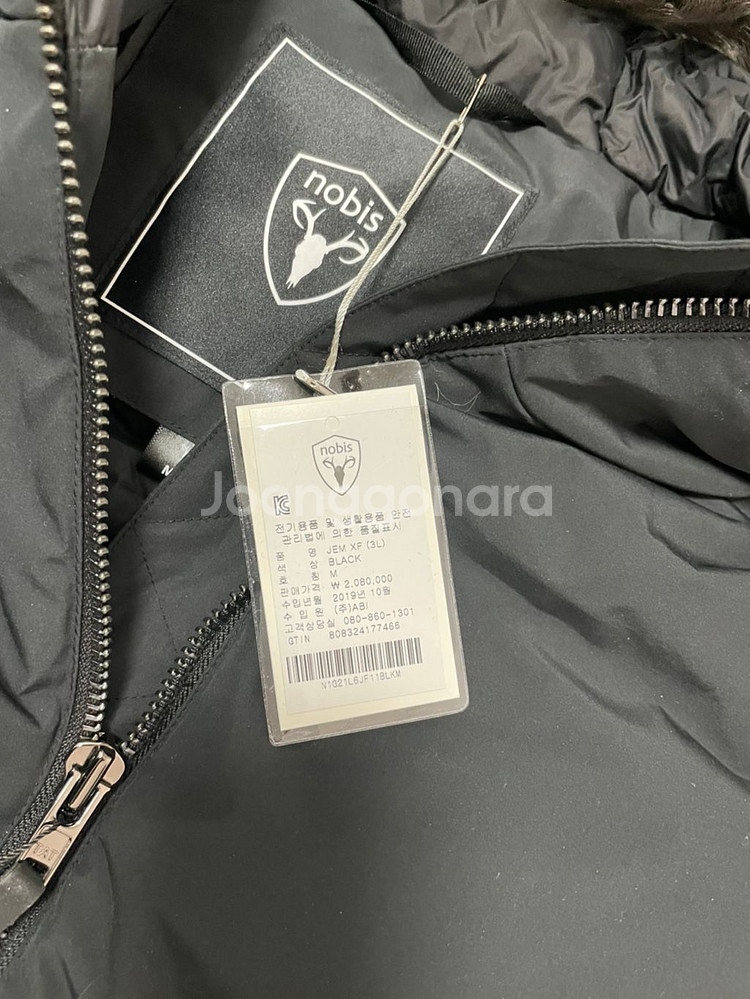 nobis
nobis
Joonggonara
전기용품 및 생활용품 안전
관리법에 의한 품질표시
품 명 JEM XF (3L)
색 상 BLACK
호 칭 M
판매가격 ₩ 2,080,000
수입년월 2019년 10월
수 입 원 (주)ABI
고객상담실 080-860-1301
GTIN 808324177466
N1021L6JF11BLKM